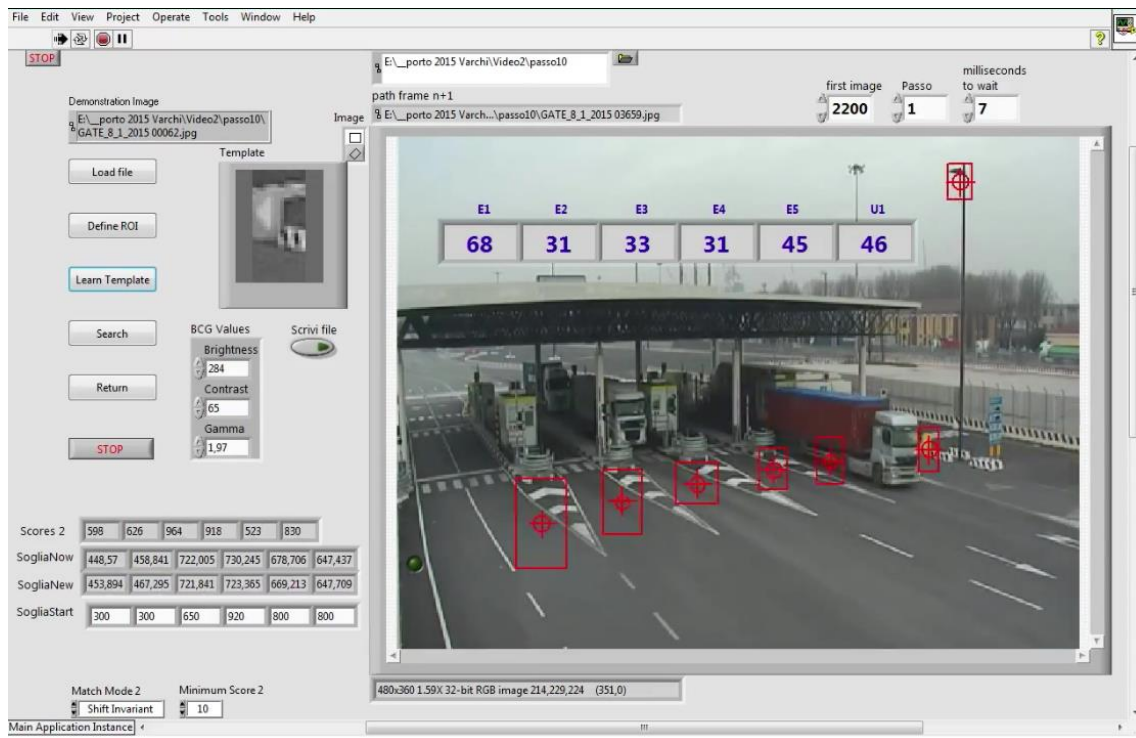 File Edit View Project Operate Tools Window Help
STOP
E:\__porto 2015 Varchi\Video2\passo10
first image
Passo
milliseconds
to wait
2200
1
7
Demonstration Image
E:\__porto 2015 Varchi\Video2\passo10\
GATE_8_1_2015 00062.jpg
path frame n+1
E:\__porto 2015 Varch...\passo10\GATE_8_1_2015 03659.jpg
Image
Template
Load file
Define ROI
Learn Template
Search
Return
STOP
BCG Values
Brightness
284
Contrast
65
Gamma
1,97
Scrivi file
E1 E2 E3 E4 E5 U1
68 31 33 31 45 46
Scores 2 598 626 964 918 523 830
SogliaNow 448,57 458,841 722,005 730,245 678,706 647,437
SogliaNew 453,894 467,295 721,841 723,365 669,213 647,709
SogliaStart 300 300 650 920 800 800
Match Mode 2
Shift Invariant
Minimum Score 2
10
480x360 1.59X 32-bit RGB image 214,229,224 (351,0)
Main Application Instance